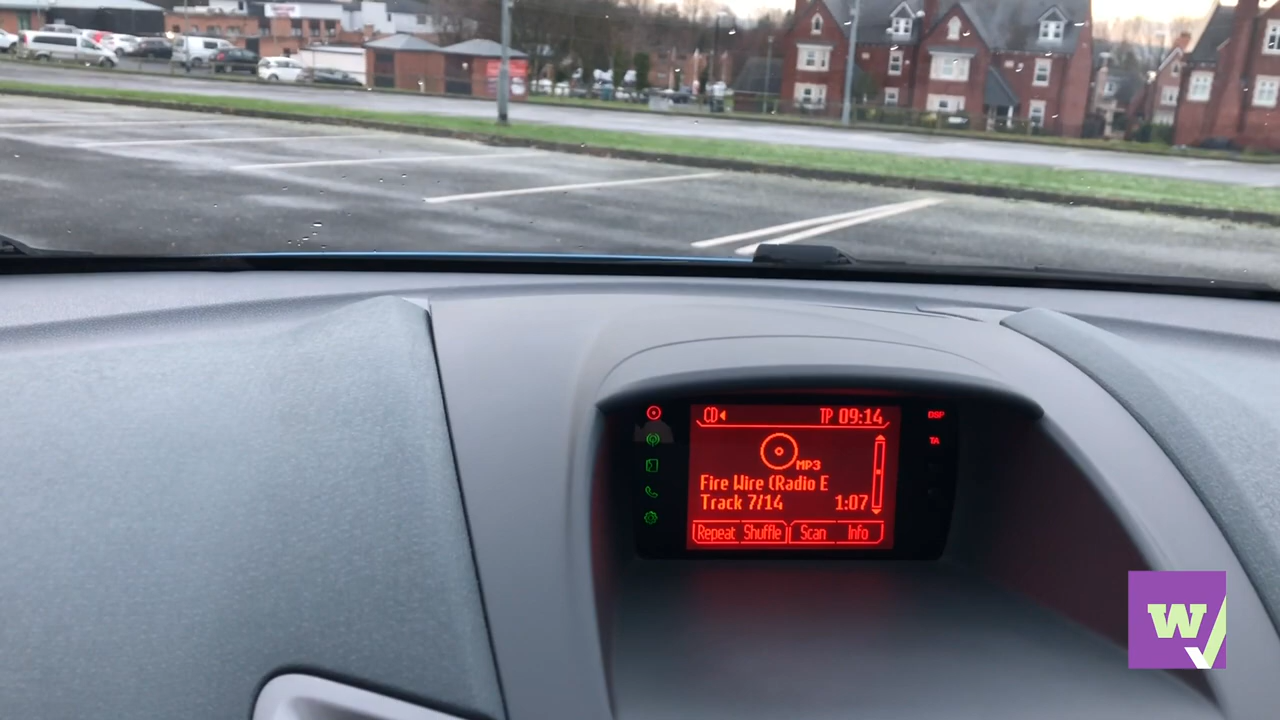 CD
TP 09:14
DSP
TA
MP3
Fire Wire (Radio E
Track 7/14 1:07
Repeat Shuffle Scan Info
W